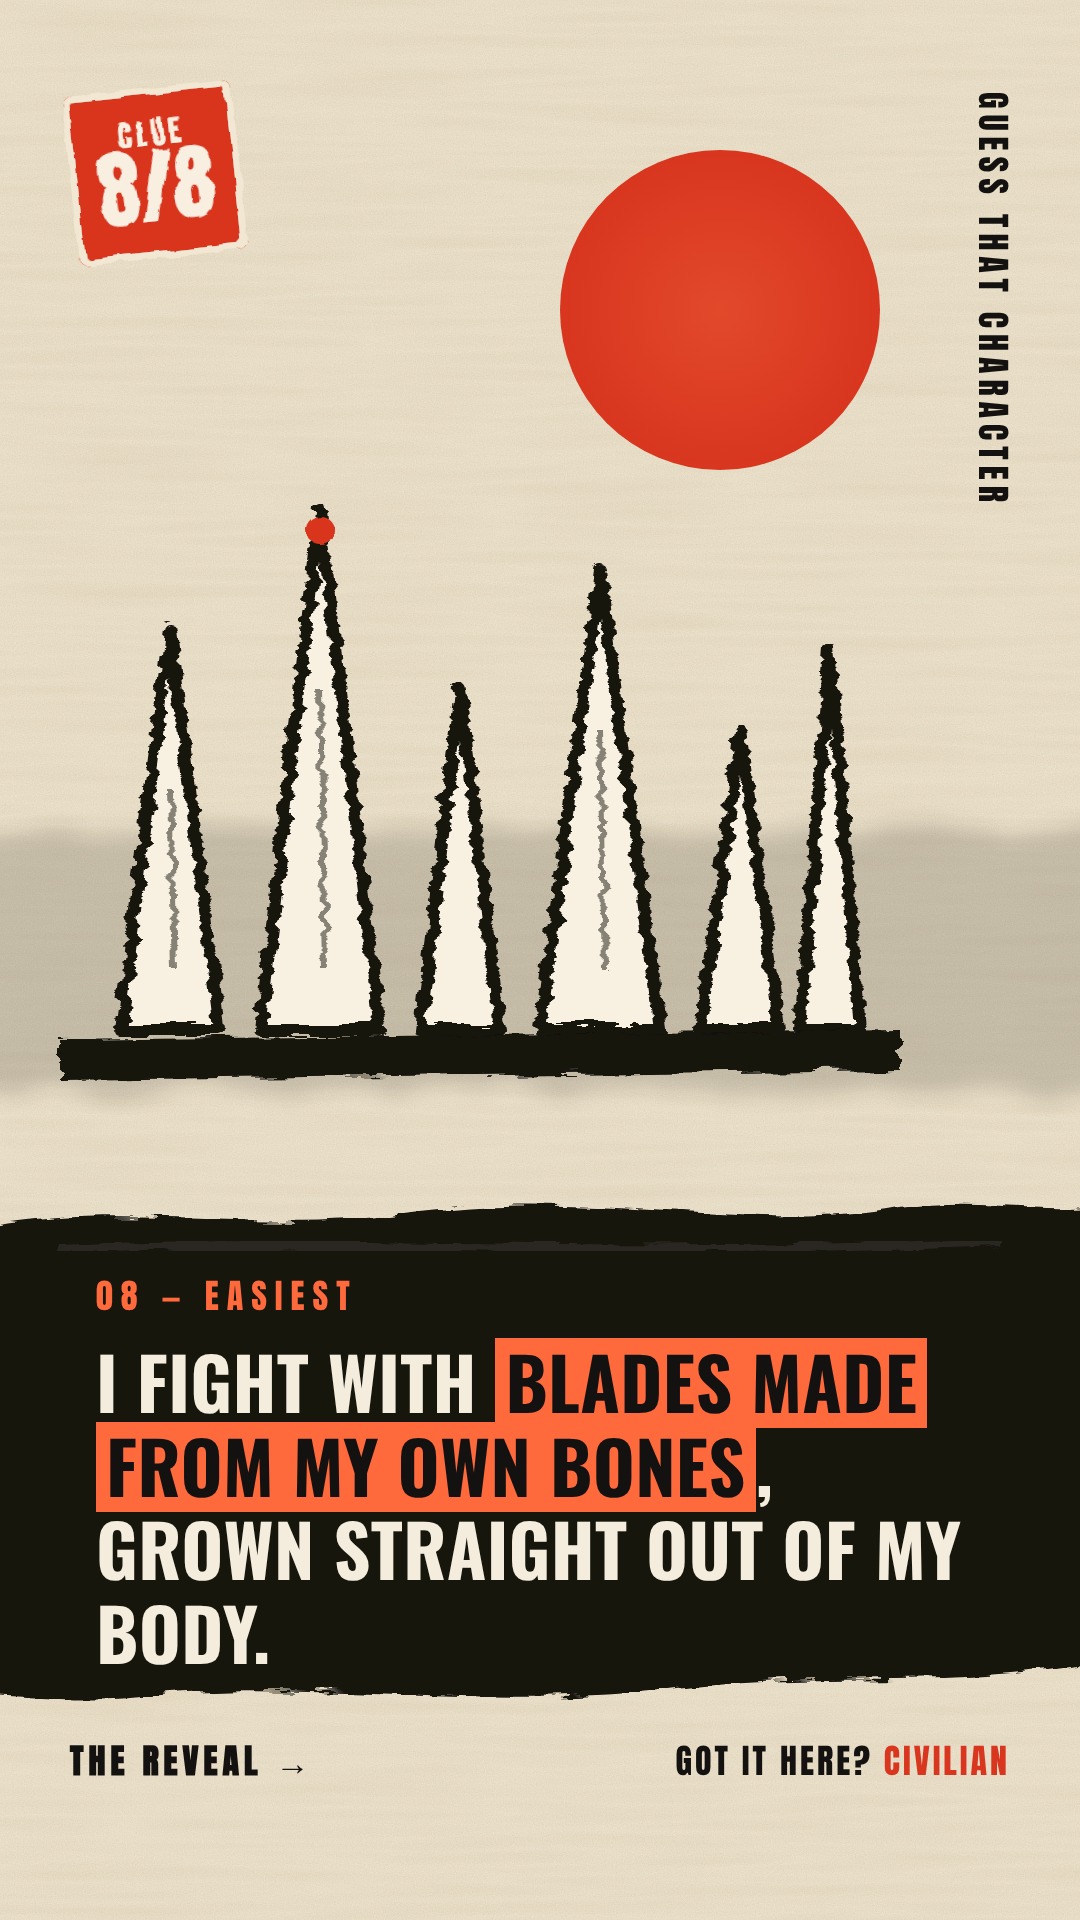 CLUE
8/8
GUESS THAT CHARACTER
08 – EASIEST
I FIGHT WITH BLADES MADE
FROM MY OWN BONES,
GROWN STRAIGHT OUT OF MY
BODY.
THE REVEAL →
GOT IT HERE? CIVILIAN